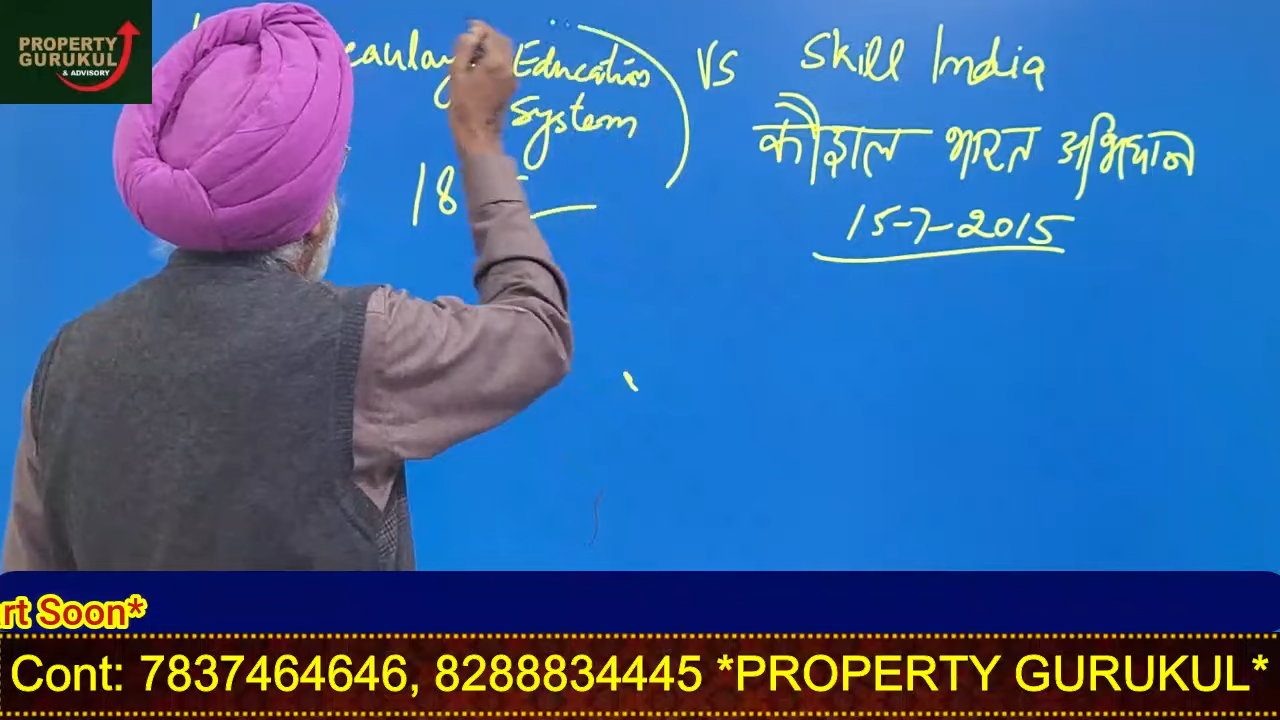 PROPERTY
GURUKUL
& ADVISORY
Education
System
18
VS
Skill India
कौशल भारत अभियान
15-7-2015
rt Soon*
Cont: 7837464646, 8288834445 *PROPERTY GURUKUL*